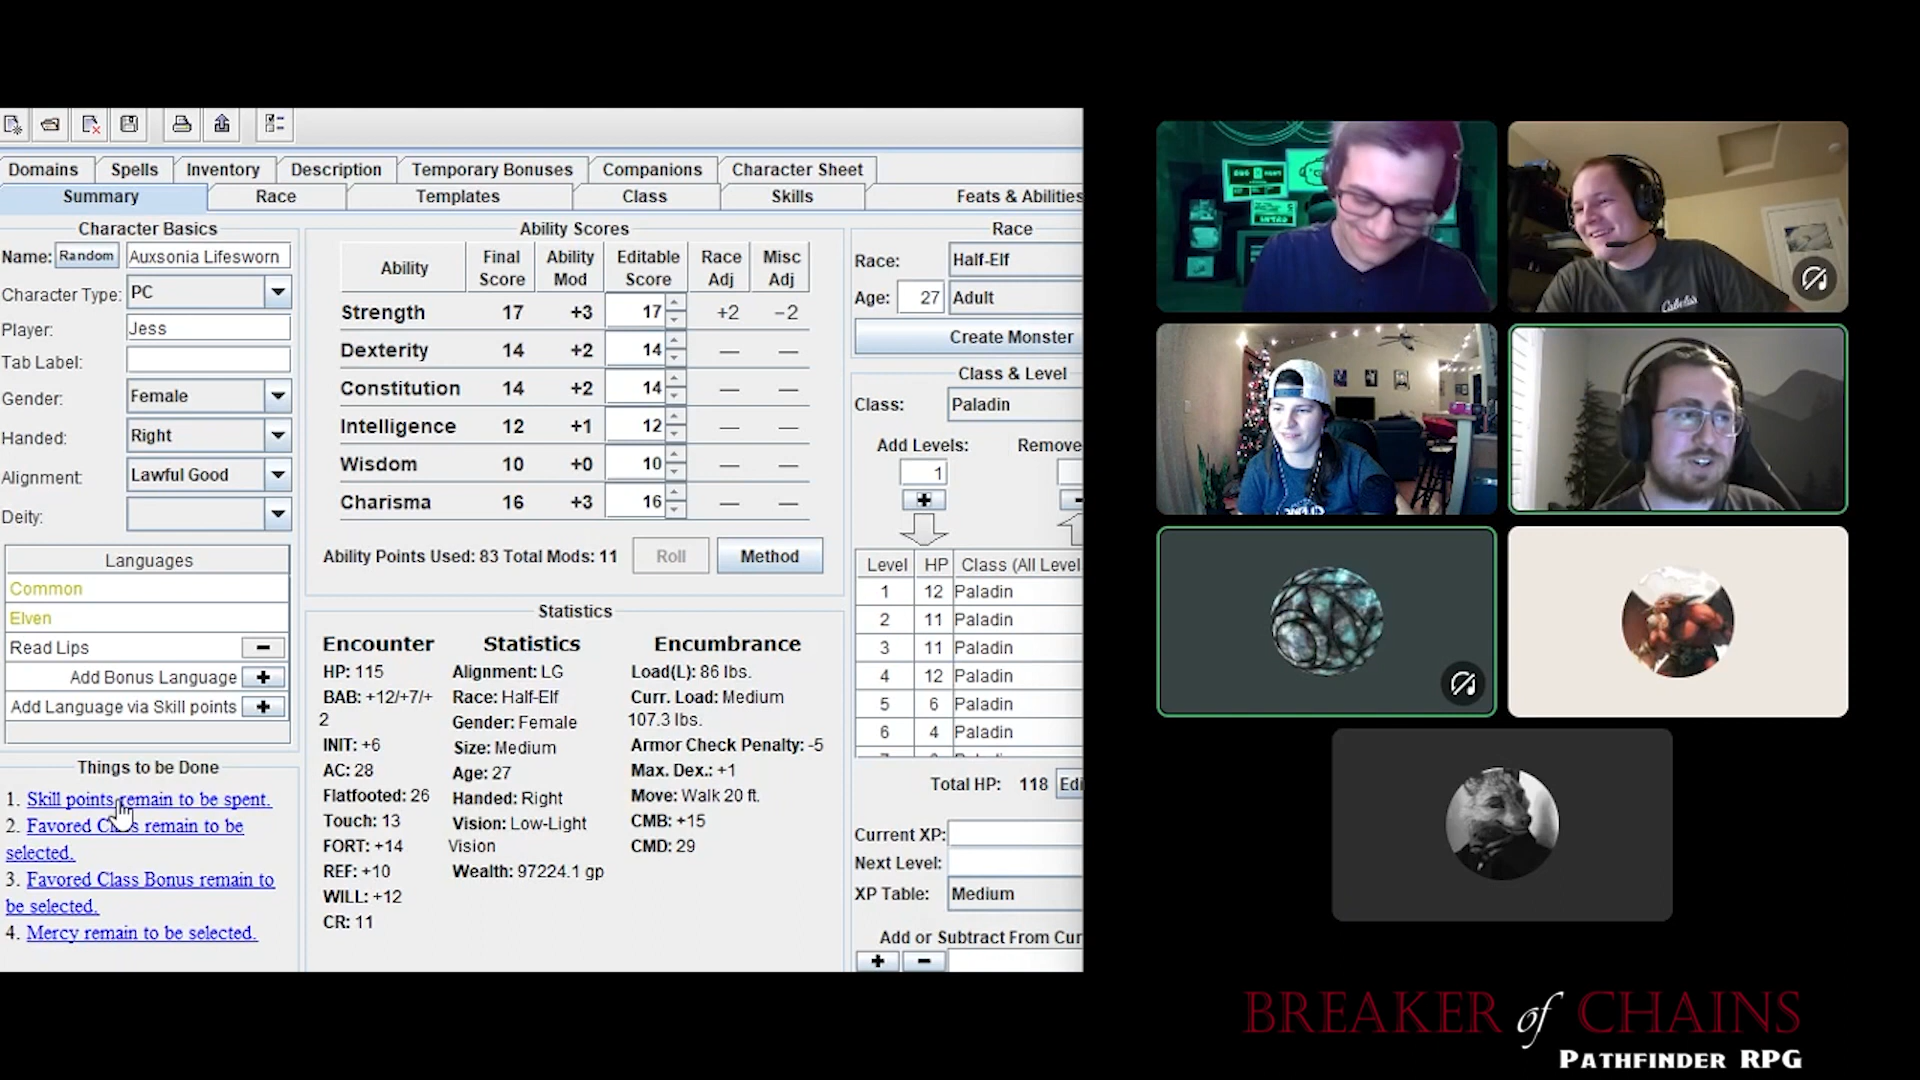 Domains Spells Inventory Description Temporary Bonuses Companions Character Sheet
Summary Race Templates Class Skills Feats & Abilities
Character Basics
Name: Random Auxsonia Lifesworn
Character Type: PC
Player: Jess
Tab Label:
Gender: Female
Handed: Right
Alignment: Lawful Good
Deity:
Languages
Common
Elven
Read Lips
Add Bonus Language
Add Language via Skill points
Things to be Done
1. Skill points remain to be spent.
2. Favored Class remain to be
selected.
3. Favored Class Bonus remain to
be selected.
4. Mercy remain to be selected.
Ability Scores
Ability Final Score Ability Mod Editable Score Race Adj Misc Adj
Strength 17 +3 17 +2 −2
Dexterity 14 +2 14 — —
Constitution 14 +2 14 — —
Intelligence 12 +1 12 — —
Wisdom 10 +0 10 — —
Charisma 16 +3 16 — —
Ability Points Used: 83 Total Mods: 11 Roll Method
Statistics
Encounter
HP: 115
BAB: +12/+7/+
2
INIT: +6
AC: 28
Flatfooted: 26
Touch: 13
FORT: +14
REF: +10
WILL: +12
CR: 11
Statistics
Alignment: LG
Race: Half-Elf
Gender: Female
Size: Medium
Age: 27
Handed: Right
Vision: Low-Light
Vision
Wealth: 97224.1 gp
Encumbrance
Load(L): 86 lbs.
Curr. Load: Medium
107.3 lbs.
Armor Check Penalty: -5
Max. Dex.: +1
Move: Walk 20 ft.
CMB: +15
CMD: 29
Race
Race: Half-Elf
Age: 27 Adult
Create Monster
Class & Level
Class: Paladin
Add Levels: Remove
1
Level HP Class (All Level
1 12 Paladin
2 11 Paladin
3 11 Paladin
4 12 Paladin
5 6 Paladin
6 4 Paladin
Total HP: 118 Edi
Current XP:
Next Level:
XP Table: Medium
Add or Subtract From Cur
BREAKER of CHAINS
PATHFINDER RPG